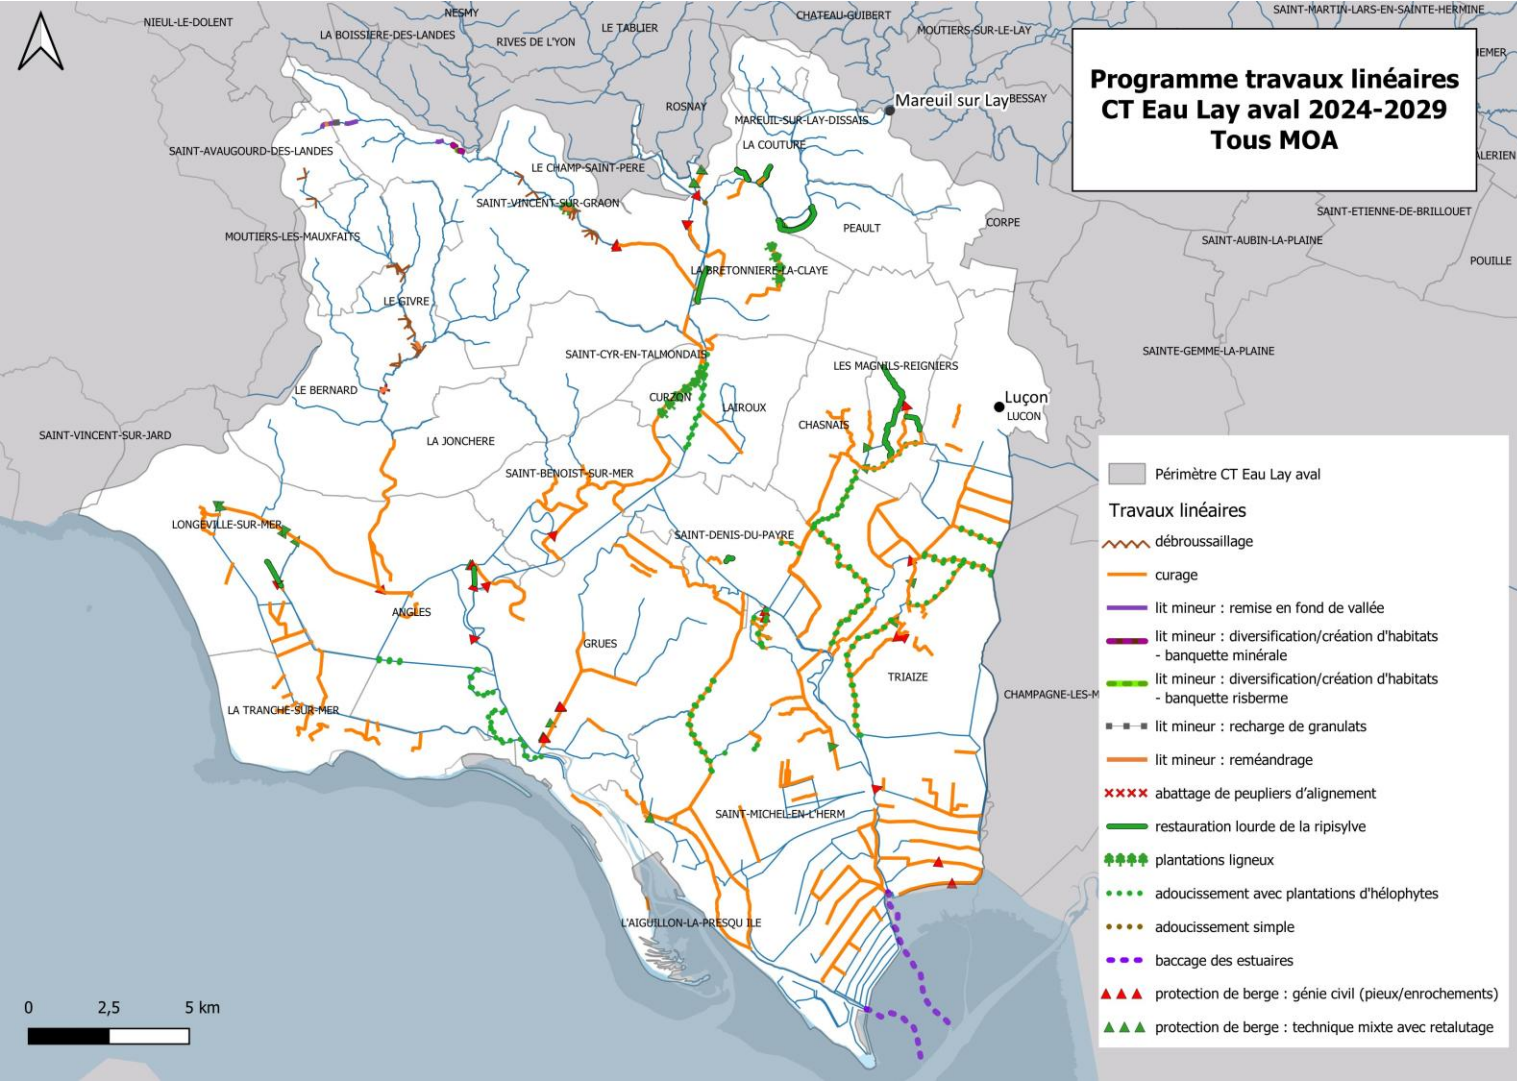 NESMY
NIEUL-LE-DOLENT
LA BOISSIERE-DES-LANDES
RIVES DE L'YON
LE TABLIER
CHATEAU-GUIBERT
MOUTIERS-SUR-LE-LAY
SAINT-MARTIN-LARS-EN-SAINTE-HERMINE
HEMER
Programme travaux linéaires
CT Eau Lay aval 2024-2029
Tous MOA
ROSNAY
Mareuil sur Lay
BESSAY
MAREUIL-SUR-LAY-DISSAIS
LA COUTURE
SAINT-AVAUGOURD-DES-LANDES
LE CHAMP-SAINT-PERE
ALERIEN
SAINT-VINCENT-SUR-GRAON
MOUTIERS-LES-MAUXFAITS
PEAULT
CORPE
SAINT-ETIENNE-DE-BRILLOUET
SAINT-AUBIN-LA-PLAINE
POUILLE
LA BRETONNIERE-LA-CLAYE
LE GIVRE
SAINT-CYR-EN-TALMONDAIS
SAINTE-GEMME-LA-PLAINE
LES MAGNILS-REIGNIERS
LE BERNARD
CURZON
LAIROUX
Luçon
LUCON
CHASNAIS
SAINT-VINCENT-SUR-JARD
LA JONCHERE
SAINT-BENOIST-SUR-MER
LONGEVILLE-SUR-MER
SAINT-DENIS-DU-PAYRE
ANGLES
GRUES
TRIAIZE
CHAMPAGNE-LES-M
LA TRANCHE-SUR-MER
SAINT-MICHEL-EN-L'HERM
L'AIGUILLON-LA-PRESQU ILE
Périmètre CT Eau Lay aval
Travaux linéaires
débroussaillage
curage
lit mineur : remise en fond de vallée
lit mineur : diversification/création d'habitats
- banquette minérale
lit mineur : diversification/création d'habitats
- banquette risberme
lit mineur : recharge de granulats
lit mineur : reméandrage
abattage de peupliers d'alignement
restauration lourde de la ripisylve
plantations ligneux
adoucissement avec plantations d'hélophytes
adoucissement simple
baccage des estuaires
protection de berge : génie civil (pieux/enrochements)
protection de berge : technique mixte avec retalutage
0 2,5 5 km